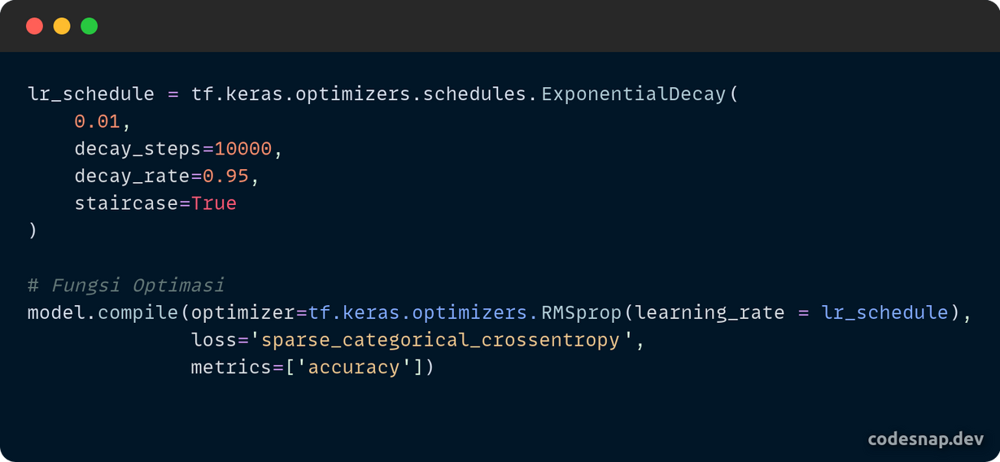 lr_schedule = tf.keras.optimizers.schedules.ExponentialDecay(
    0.01,
    decay_steps=10000,
    decay_rate=0.95,
    staircase=True
)

# Fungsi Optimasi
model.compile(optimizer=tf.keras.optimizers.RMSprop(learning_rate = lr_schedule),
              loss='sparse_categorical_crossentropy',
              metrics=['accuracy'])
codesnap.dev